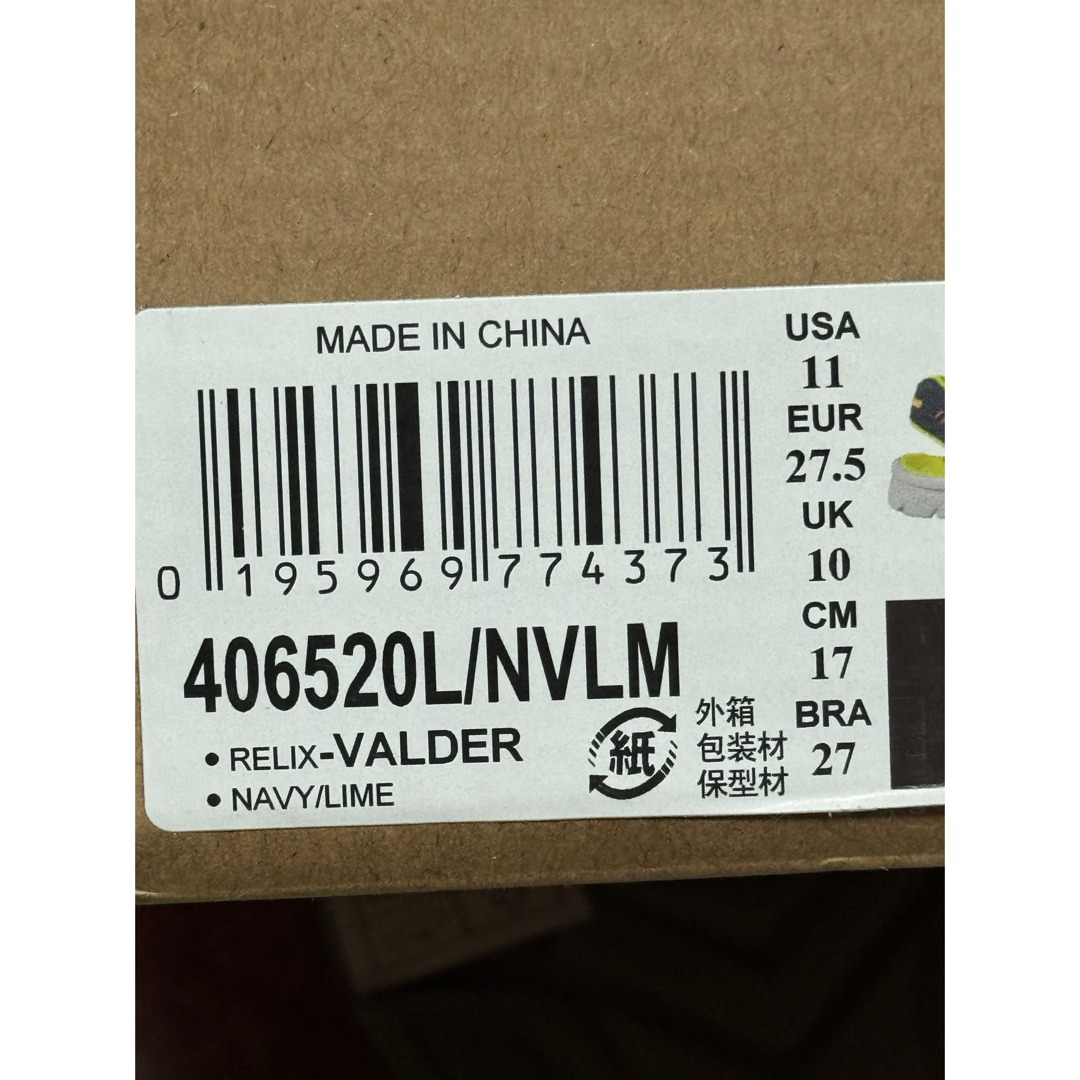 MADE IN CHINA
0 195969 774373
406520L/NVLM
• RELIX-VALDER
• NAVY/LIME
紙
外箱
包装材
保型材
USA
11
EUR
27.5
UK
10
CM
17
BRA
27